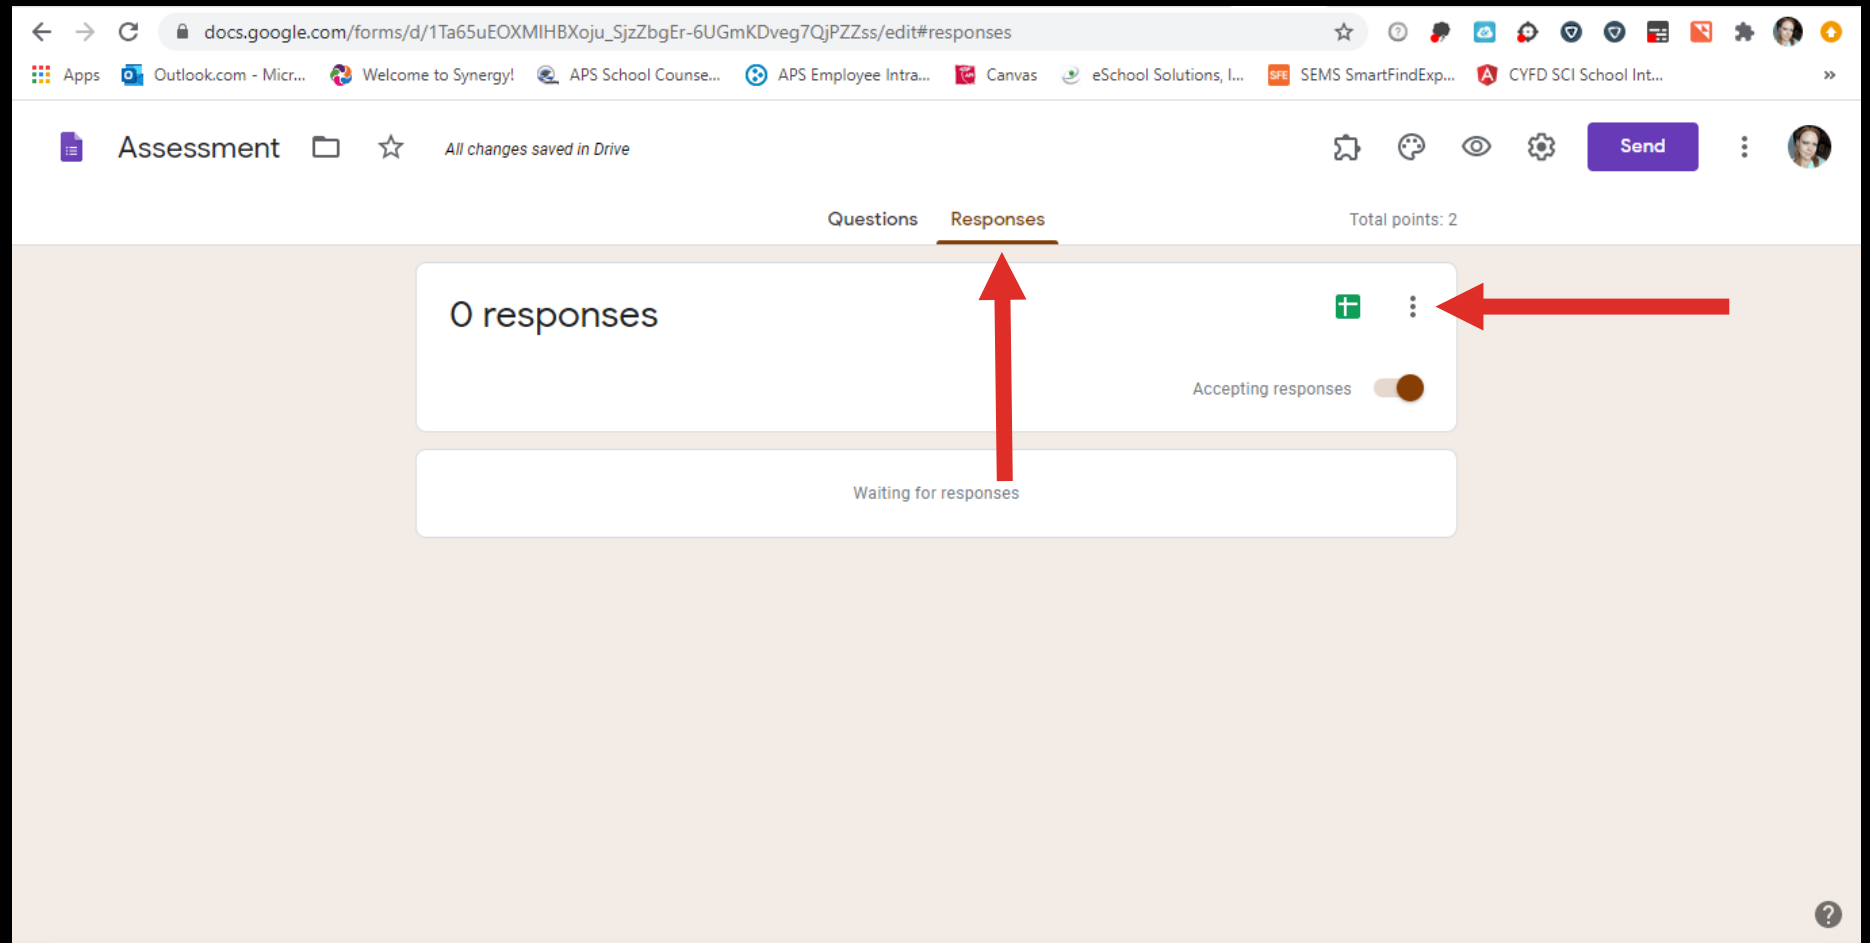 docs.google.com/forms/d/1Ta65uEOXMIHBXoju_SjzZbgEr-6UGmKDveg7QjPZZss/edit#responses
Apps Outlook.com - Micr... Welcome to Synergy! APS School Counse... APS Employee Intra... Canvas eSchool Solutions, I... SFE SEMS SmartFindExp... CYFD SCI School Int... »
Assessment All changes saved in Drive Send
Questions Responses Total points: 2
0 responses
Accepting responses
Waiting for responses